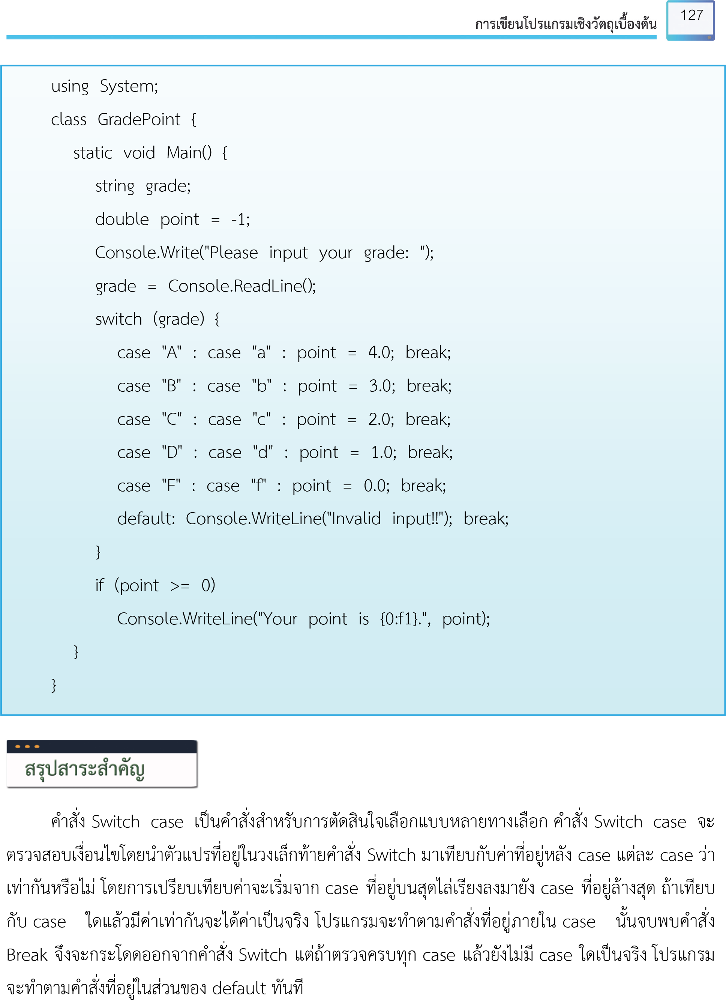 การเขียนโปรแกรมเชิงวัตถุเบื้องต้น
127
using System;
class GradePoint {
static void Main() {
string grade;
double point = -1;
Console.Write("Please input your grade: ");
grade = Console.ReadLine();
switch (grade) {
case "A" : case "a" : point = 4.0; break;
case "B" : case "b" : point = 3.0; break;
case "C" : case "c" : point = 2.0; break;
case "D" : case "d" : point = 1.0; break;
case "F" : case "f" : point = 0.0; break;
default: Console.WriteLine("Invalid input!!"); break;
}
if (point >= 0)
Console.WriteLine("Your point is {0:f1}.", point);
}
}
สรุปสาระสำคัญ
คำสั่ง Switch case เป็นคำสั่งสำหรับการตัดสินใจเลือกแบบหลายทางเลือก คำสั่ง Switch case จะ
ตรวจสอบเงื่อนไขโดยนำตัวแปรที่อยู่ในวงเล็กท้ายคำสั่ง Switch มาเทียบกับค่าที่อยู่หลัง case แต่ละ case ว่า
เท่ากันหรือไม่ โดยการเปรียบเทียบค่าจะเริ่มจาก case ที่อยู่บนสุดไล่เรียงลงมายัง case ที่อยู่ล้างสุด ถ้าเทียบ
กับ case ใดแล้วมีค่าเท่ากันจะได้ค่าเป็นจริง โปรแกรมจะทำตามคำสั่งที่อยู่ภายใน case นั้นจบพบคำสั่ง
Break จึงจะกระโดดออกจากคำสั่ง Switch แต่ถ้าตรวจครบทุก case แล้วยังไม่มี case ใดเป็นจริง โปรแกรม
จะทำตามคำสั่งที่อยู่ในส่วนของ default ทันที